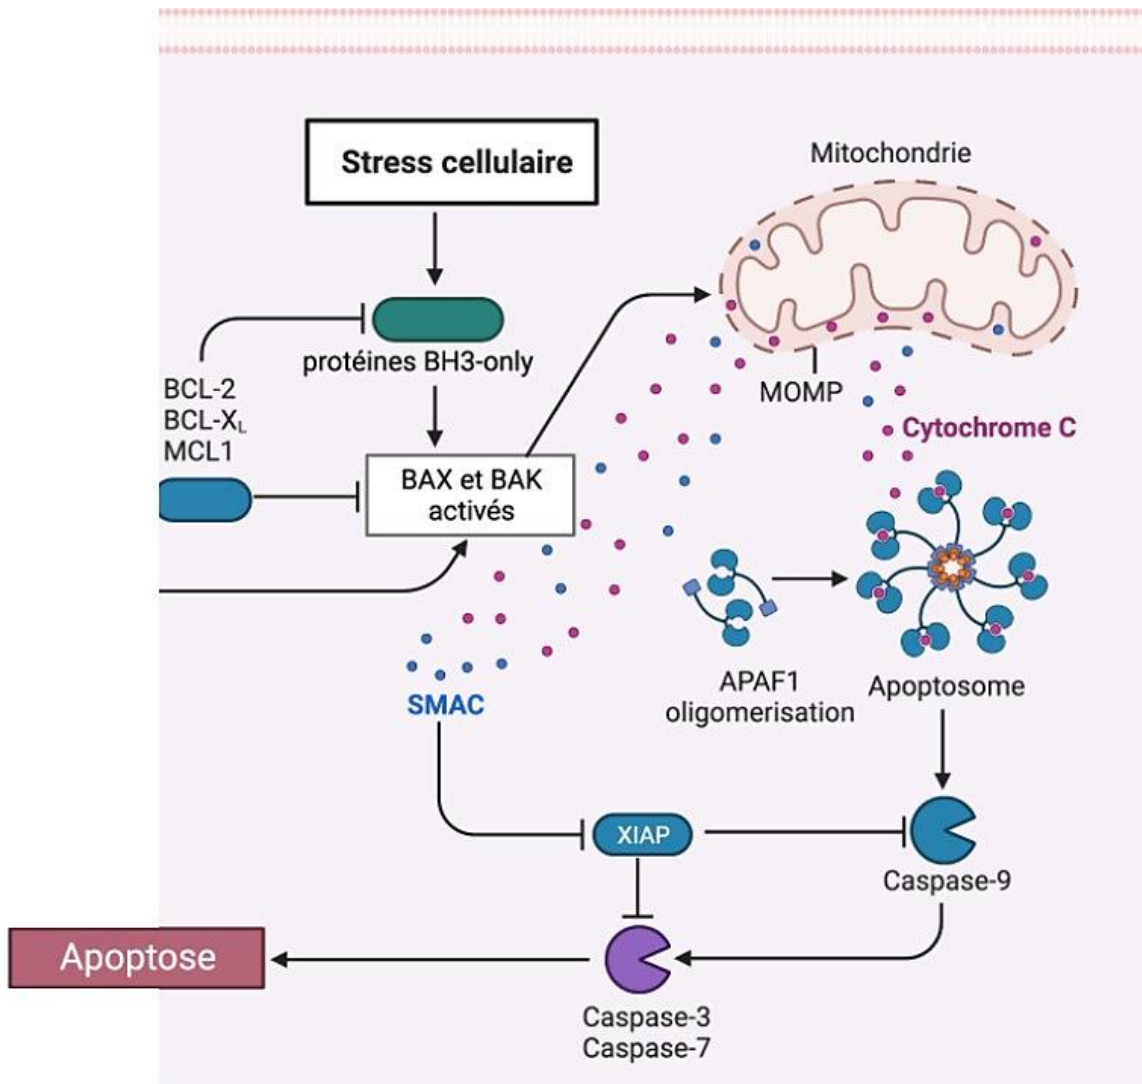 Stress cellulaire
Mitochondrie
protéines BH3-only
BCL-2
BCL-X_L
MCL1
MOMP
Cytochrome C
BAX et BAK
activés
SMAC
APAF1
oligomerisation
Apoptosome
XIAP
Caspase-9
Apoptose
Caspase-3
Caspase-7